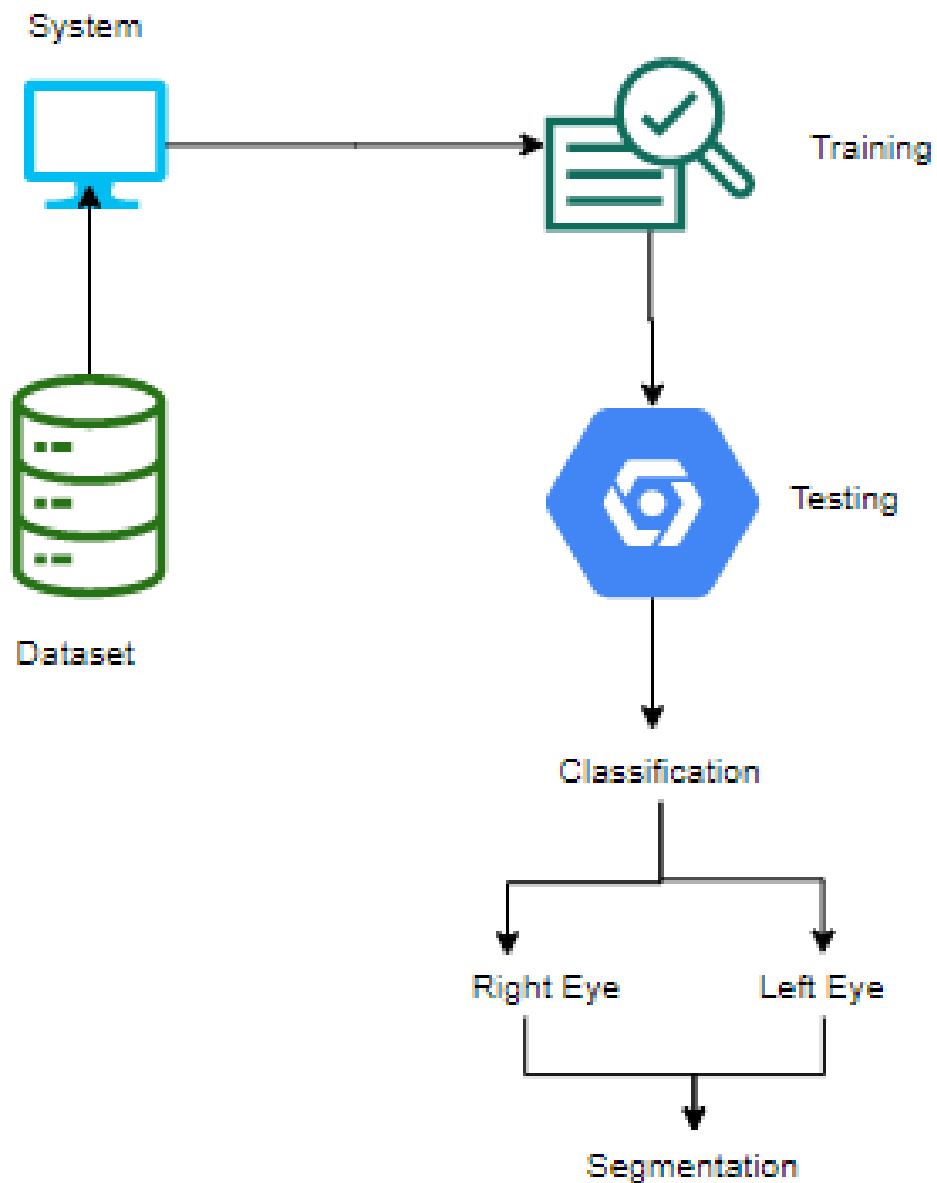 System
Training
Testing
Dataset
Classification
Right Eye
Left Eye
Segmentation